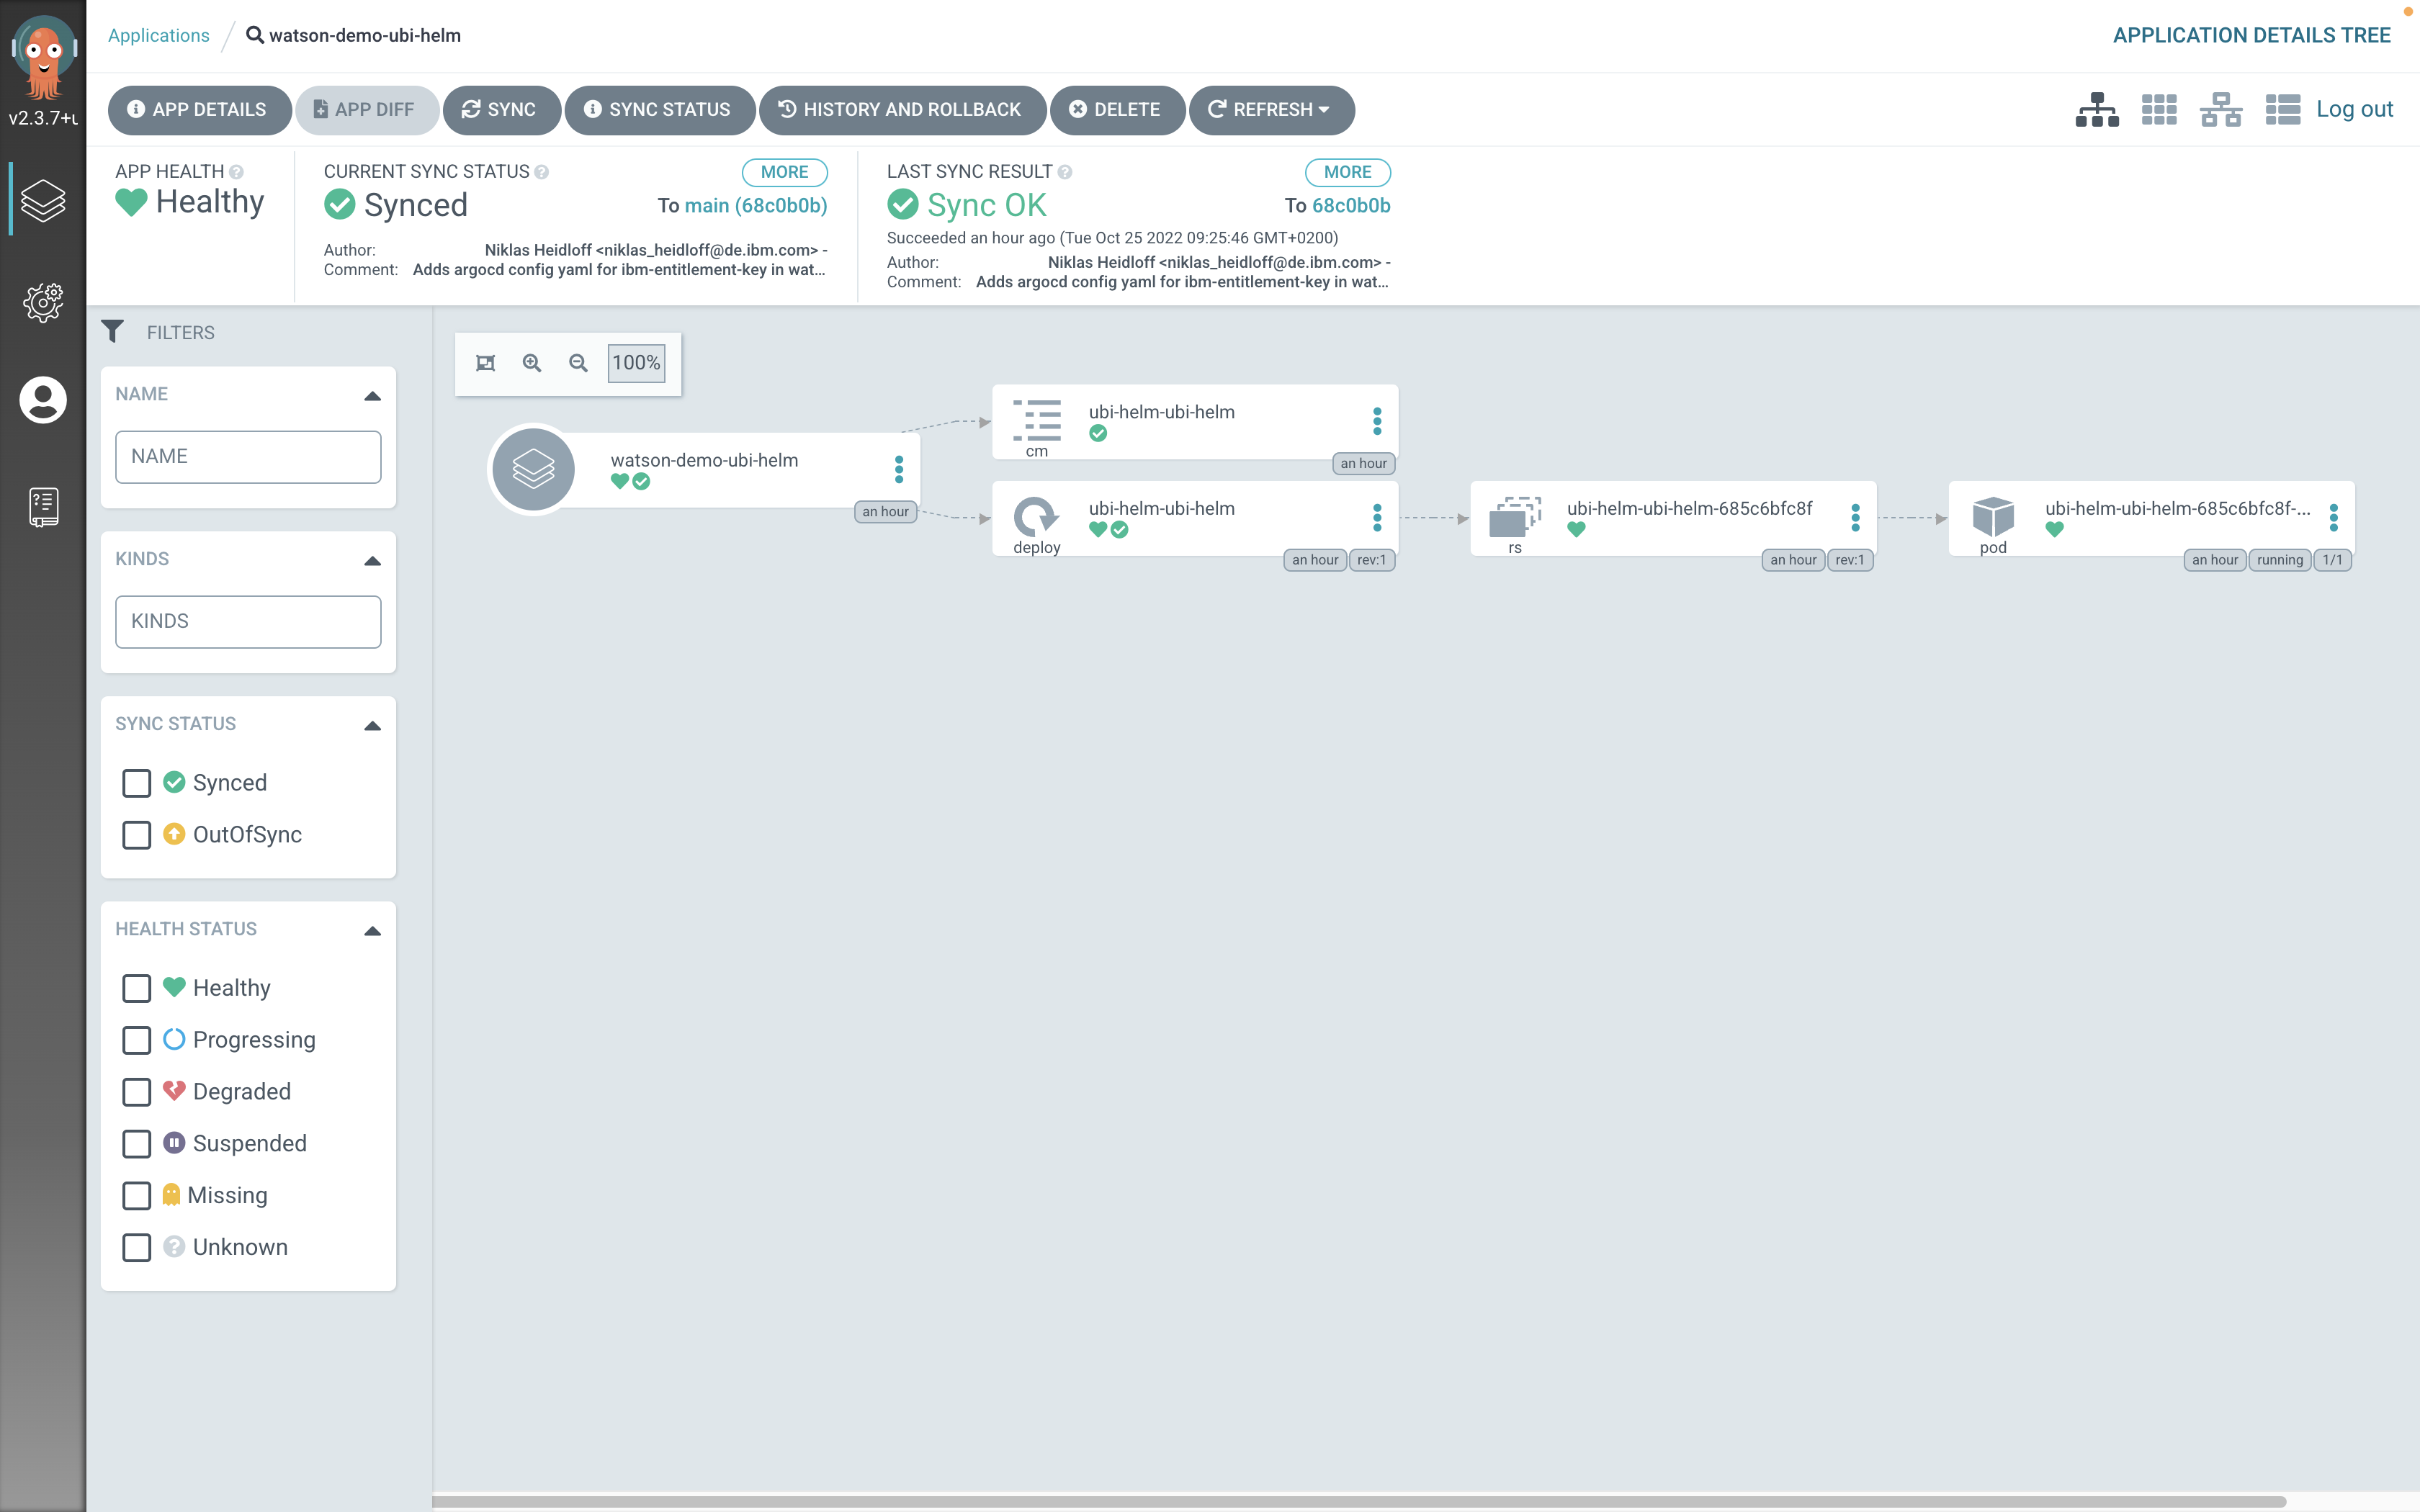 Applications / watson-demo-ubi-helm
APPLICATION DETAILS TREE
v2.3.7+u
APP DETAILS
APP DIFF
SYNC
SYNC STATUS
HISTORY AND ROLLBACK
DELETE
REFRESH
Log out
APP HEALTH
Healthy
CURRENT SYNC STATUS
MORE
Synced
To main (68c0b0b)
Author: Niklas Heidloff <niklas_heidloff@de.ibm.com> -
Comment: Adds argocd config yaml for ibm-entitlement-key in wat...
LAST SYNC RESULT
MORE
Sync OK
To 68c0b0b
Succeeded an hour ago (Tue Oct 25 2022 09:25:46 GMT+0200)
Author: Niklas Heidloff <niklas_heidloff@de.ibm.com> -
Comment: Adds argocd config yaml for ibm-entitlement-key in wat...
FILTERS
NAME
NAME
KINDS
KINDS
SYNC STATUS
Synced
OutOfSync
HEALTH STATUS
Healthy
Progressing
Degraded
Suspended
Missing
Unknown
100%
watson-demo-ubi-helm
an hour
ubi-helm-ubi-helm
cm
an hour
ubi-helm-ubi-helm
deploy
an hour
rev:1
ubi-helm-ubi-helm-685c6bfc8f
rs
an hour
rev:1
ubi-helm-ubi-helm-685c6bfc8f-...
pod
an hour
running
1/1